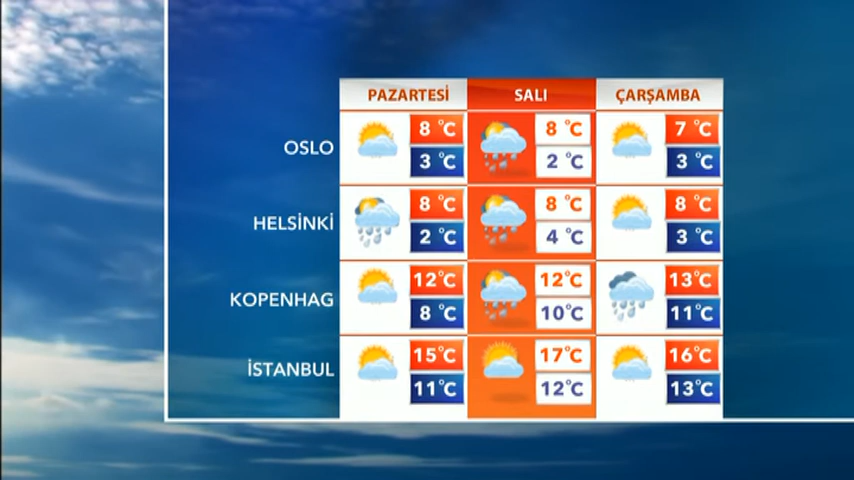 PAZARTESİ SALI ÇARŞAMBA
OSLO 8 °C 8 °C 7 °C
3 °C 2 °C 3 °C
HELSİNKİ 8 °C 8 °C 8 °C
2 °C 4 °C 3 °C
KOPENHAG 12°C 12°C 13°C
8 °C 10°C 11°C
İSTANBUL 15°C 17°C 16°C
11°C 12°C 13°C